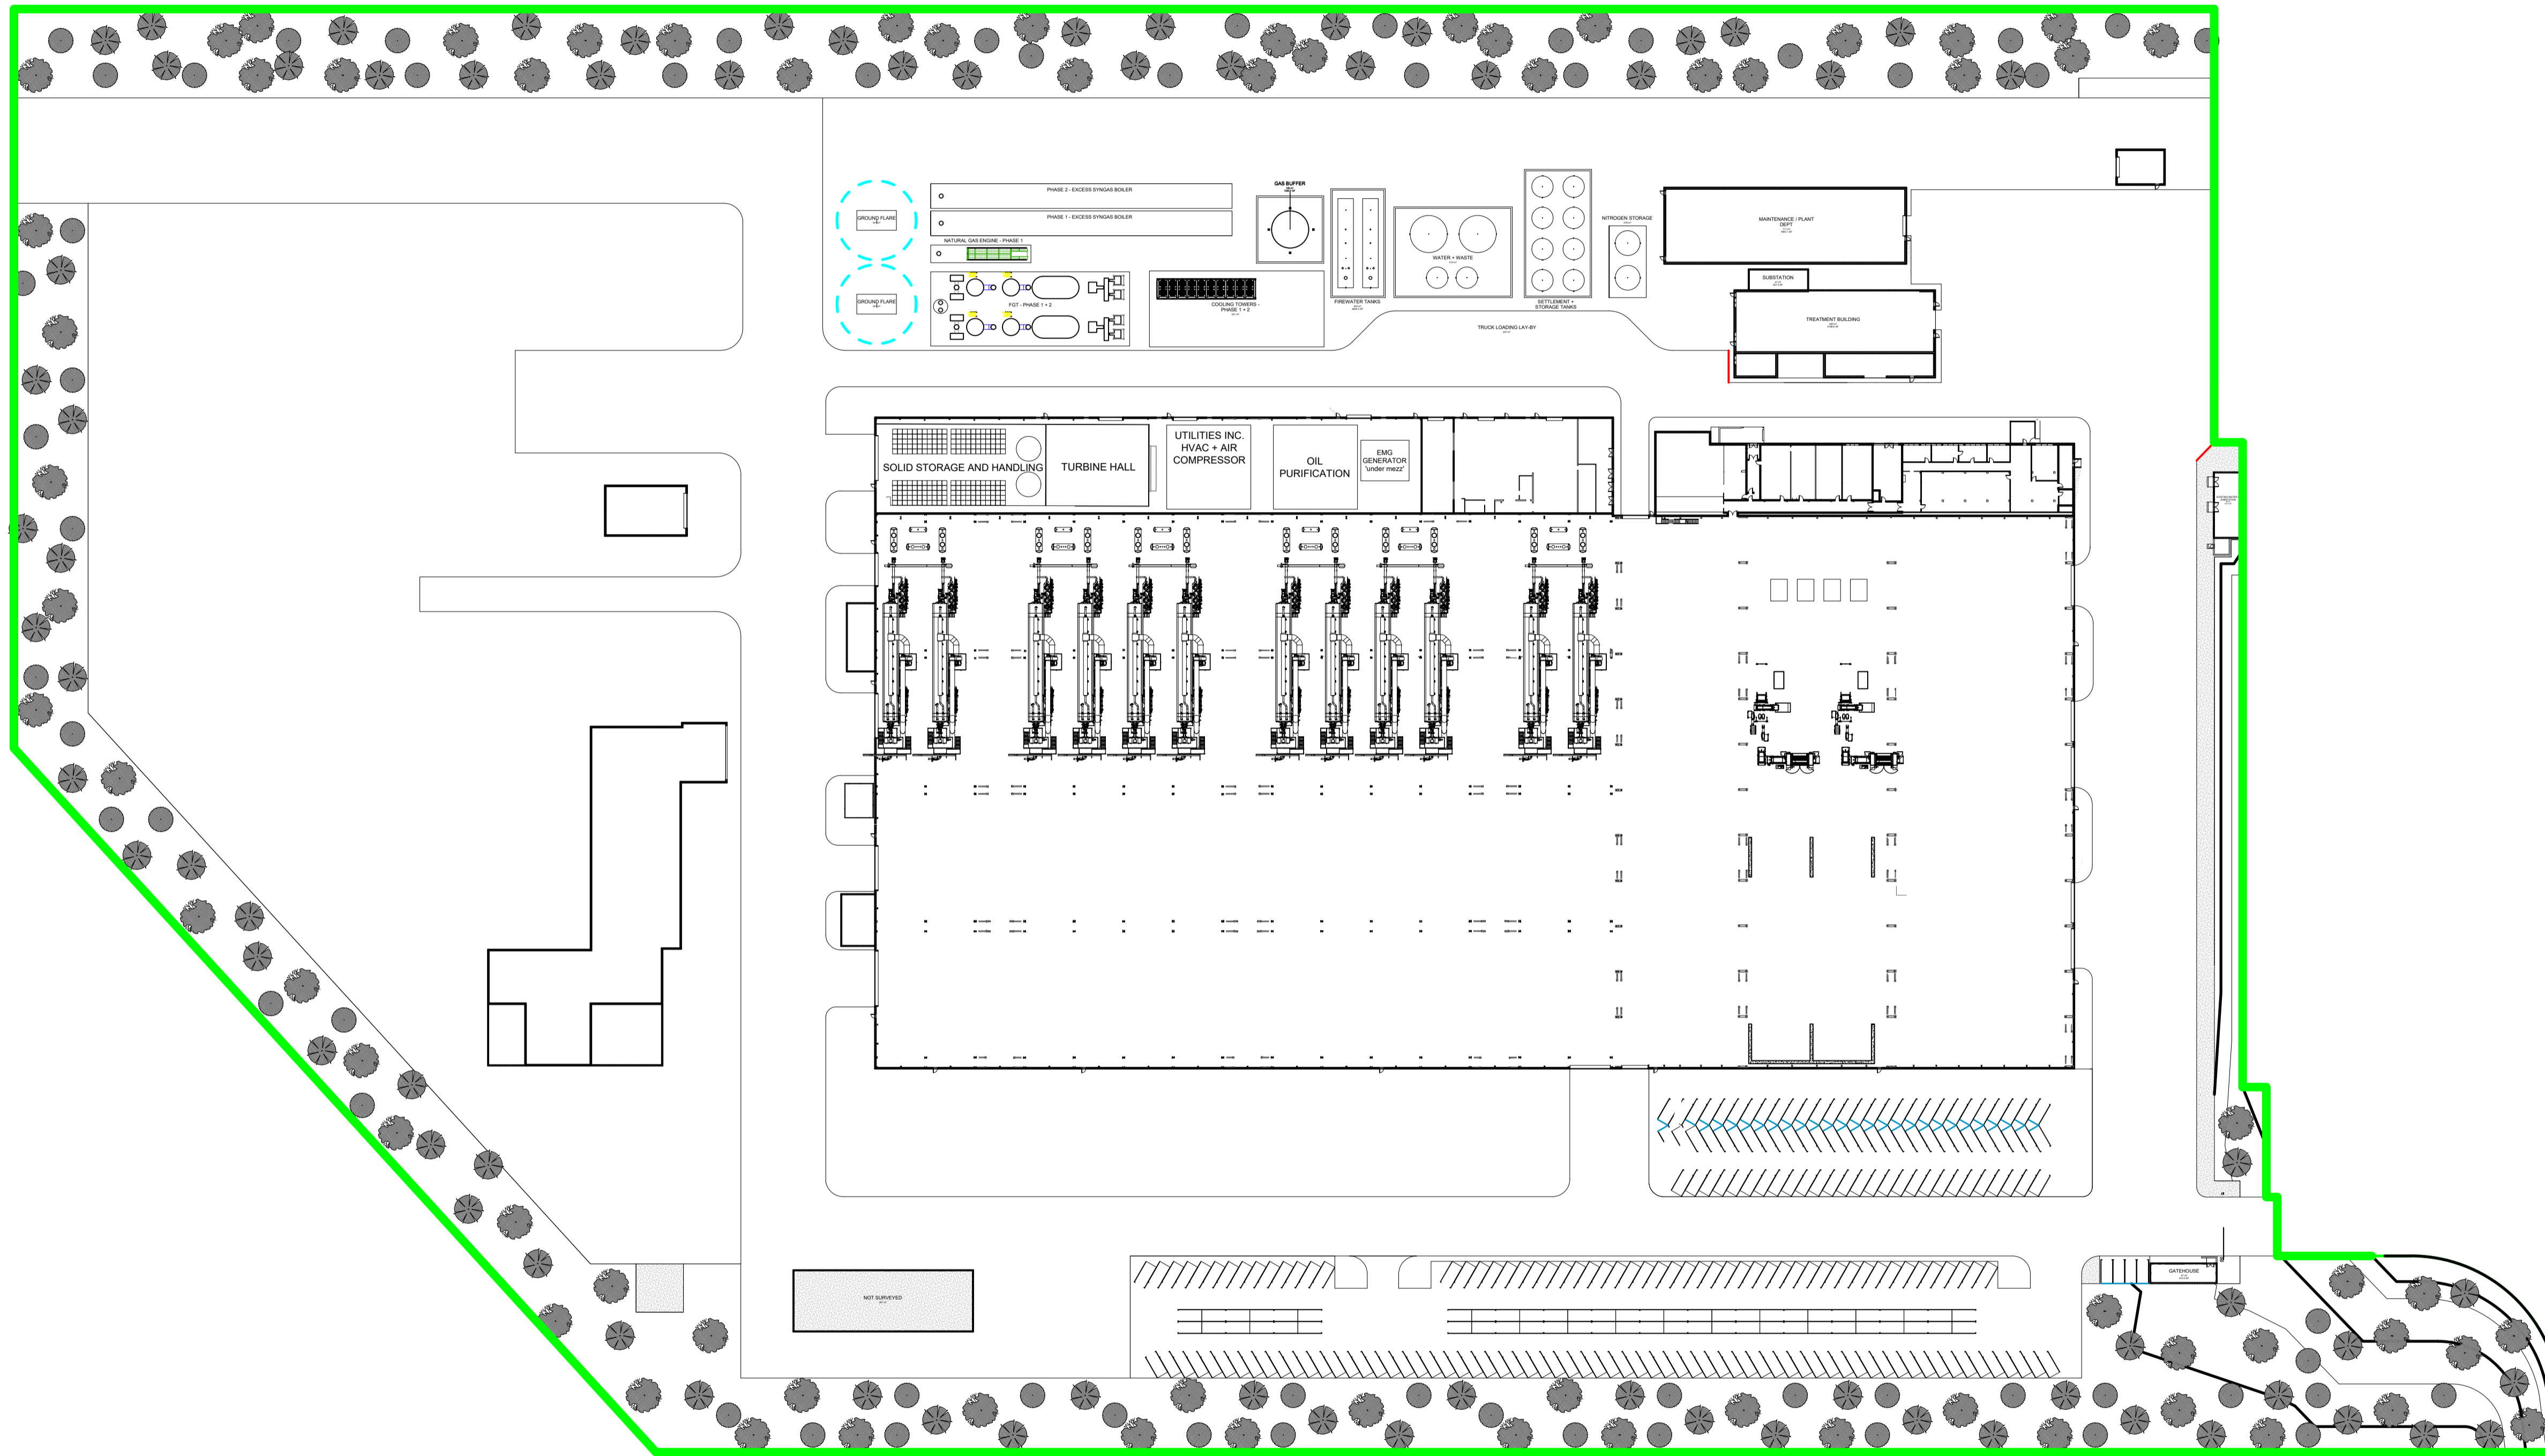 PHASE 2 - EXCESS SYNGAS BOILER
PHASE 1 - EXCESS SYNGAS BOILER
GROUND FLARE
NATURAL GAS ENGINE - PHASE 1
GROUND FLARE
FGT - PHASE 1 + 2
COOLING TOWERS -
PHASE 1 + 2
GAS BUFFER
FIREWATER TANKS
WATER + WASTE
SETTLEMENT +
STORAGE TANKS
NITROGEN STORAGE
TRUCK LOADING LAY-BY
MAINTENANCE / PLANT
DEPT
SUBSTATION
TREATMENT BUILDING
SOLID STORAGE AND HANDLING
TURBINE HALL
UTILITIES INC.
HVAC + AIR
COMPRESSOR
OIL
PURIFICATION
EMG
GENERATOR
'under mezz'
NOT SURVEYED
GATEHOUSE